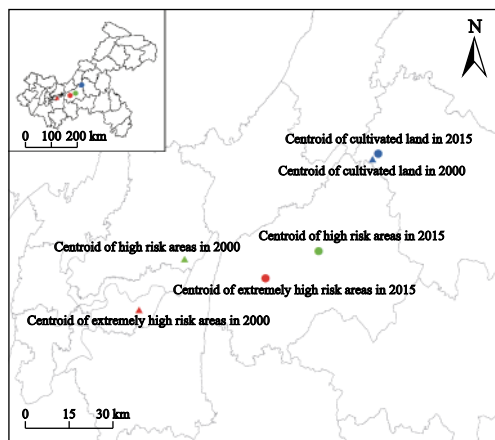 N
0 100 200 km
Centroid of cultivated land in 2015
Centroid of cultivated land in 2000
Centroid of high risk areas in 2015
Centroid of high risk areas in 2000
Centroid of extremely high risk areas in 2015
Centroid of extremely high risk areas in 2000
0 15 30 km